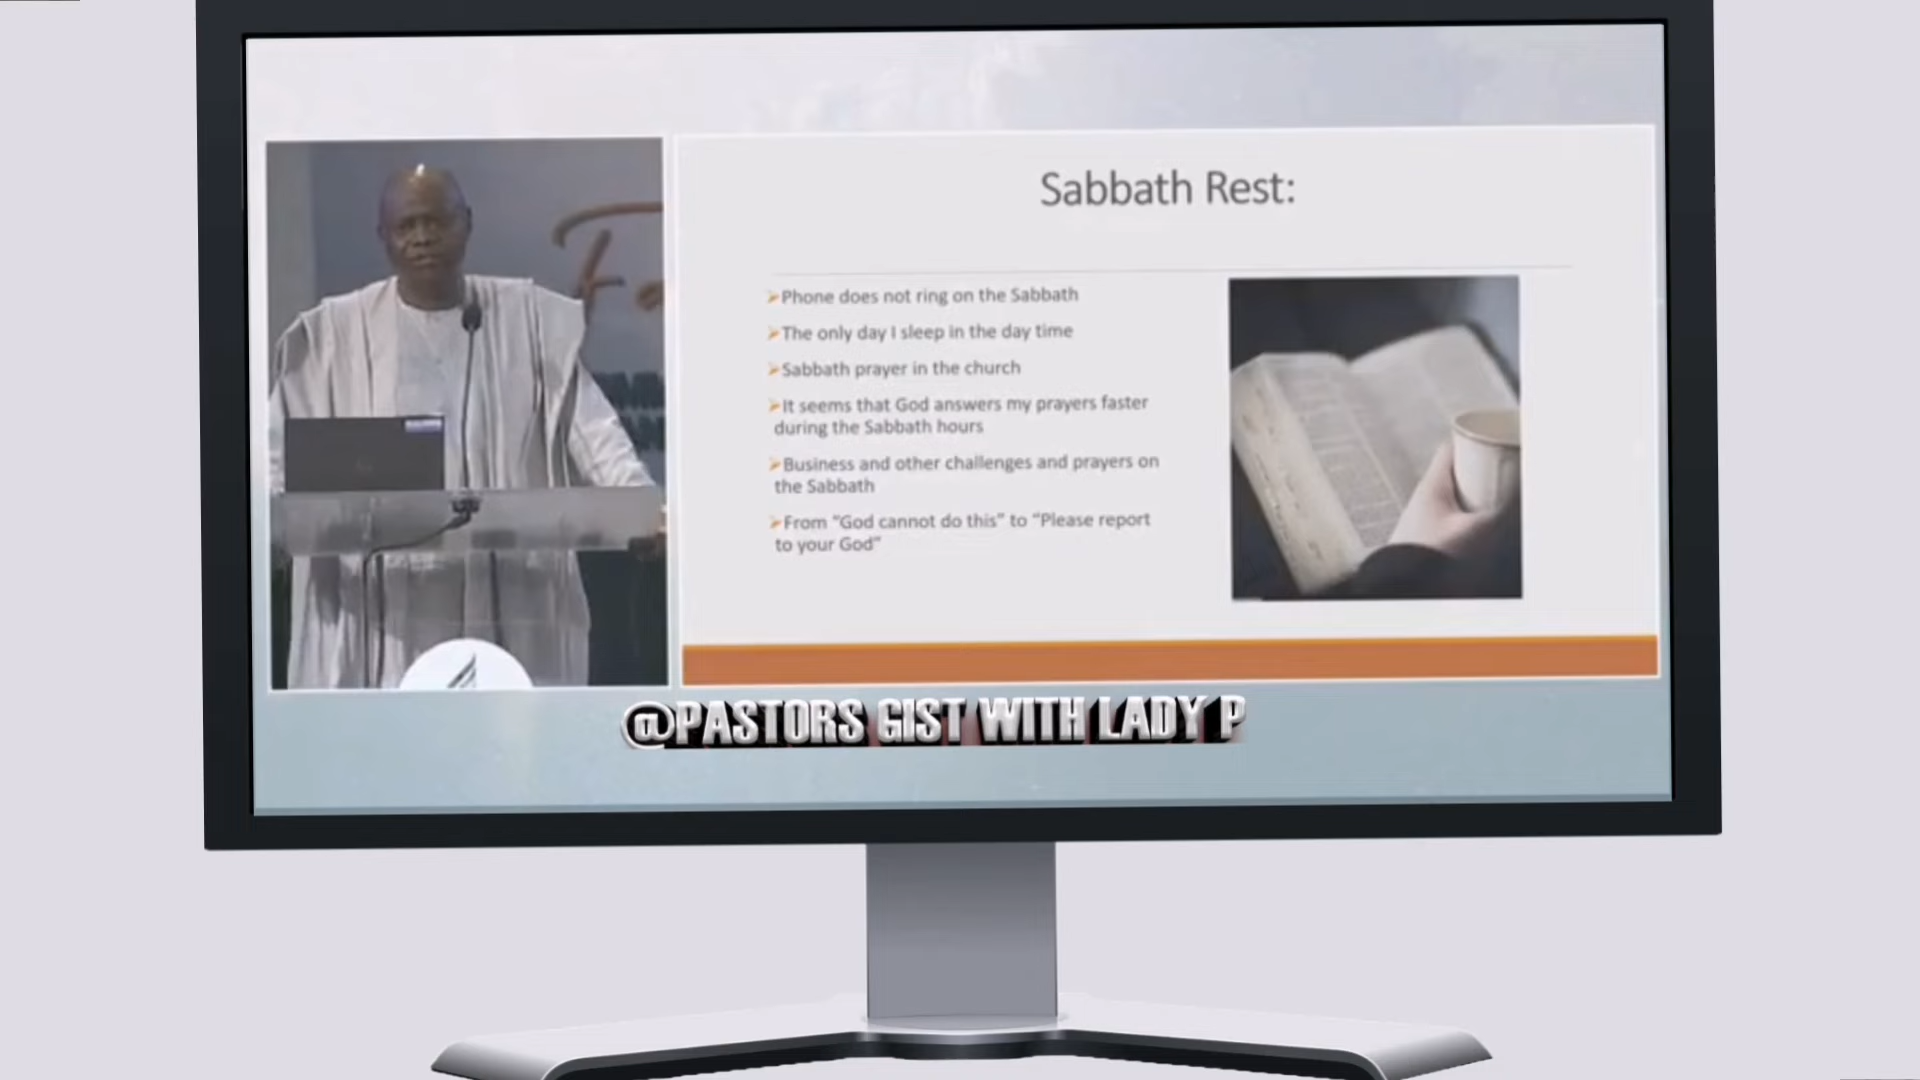 Sabbath Rest:
➢Phone does not ring on the Sabbath
➢The only day I sleep in the day time
➢Sabbath prayer in the church
➢It seems that God answers my prayers faster
during the Sabbath hours
➢Business and other challenges and prayers on
the Sabbath
➢From “God cannot do this” to “Please report
to your God”
@PASTORS GIST WITH LADY P